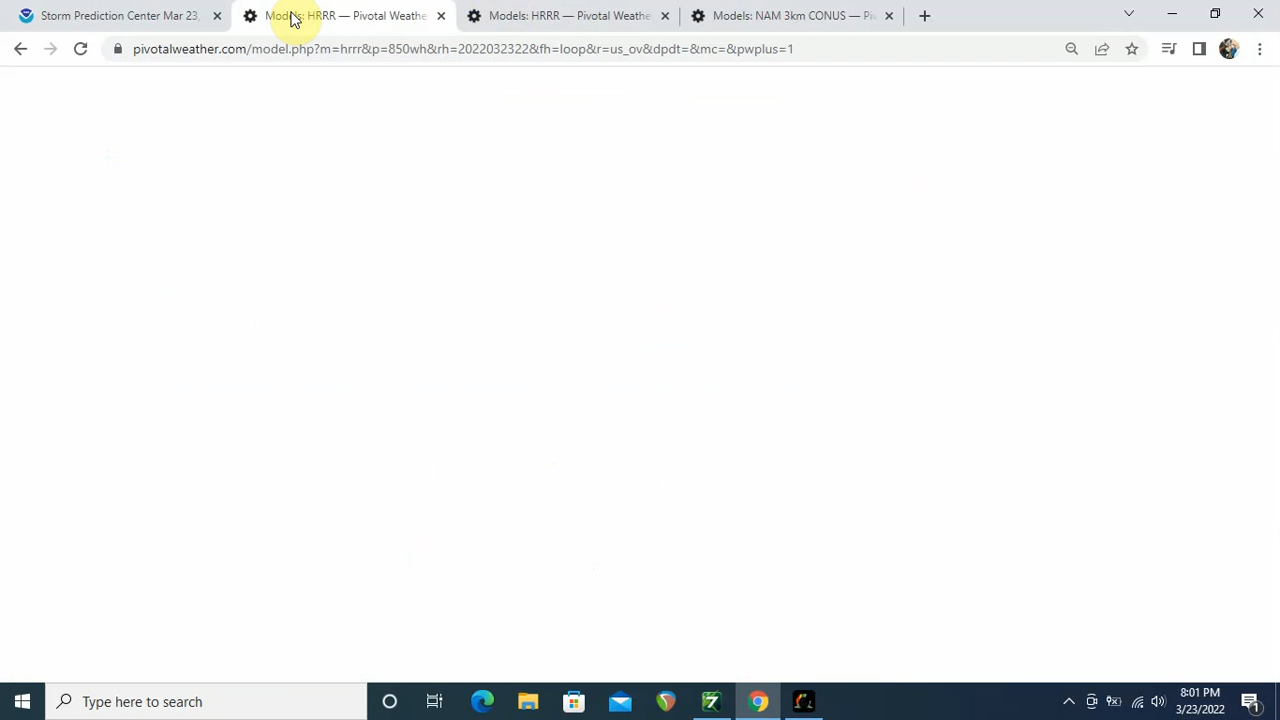 Storm Prediction Center Mar 23,
Models: HRRR — Pivotal Weathe
Models: HRRR — Pivotal Weathe
Models: NAM 3km CONUS — Pi
pivotalweather.com/model.php?m=hrrr&p=850wh&rh=2022032322&fh=loop&r=us_ov&dpdt=&mc=&pwplus=1
Type here to search
8:01 PM
3/23/2022
1